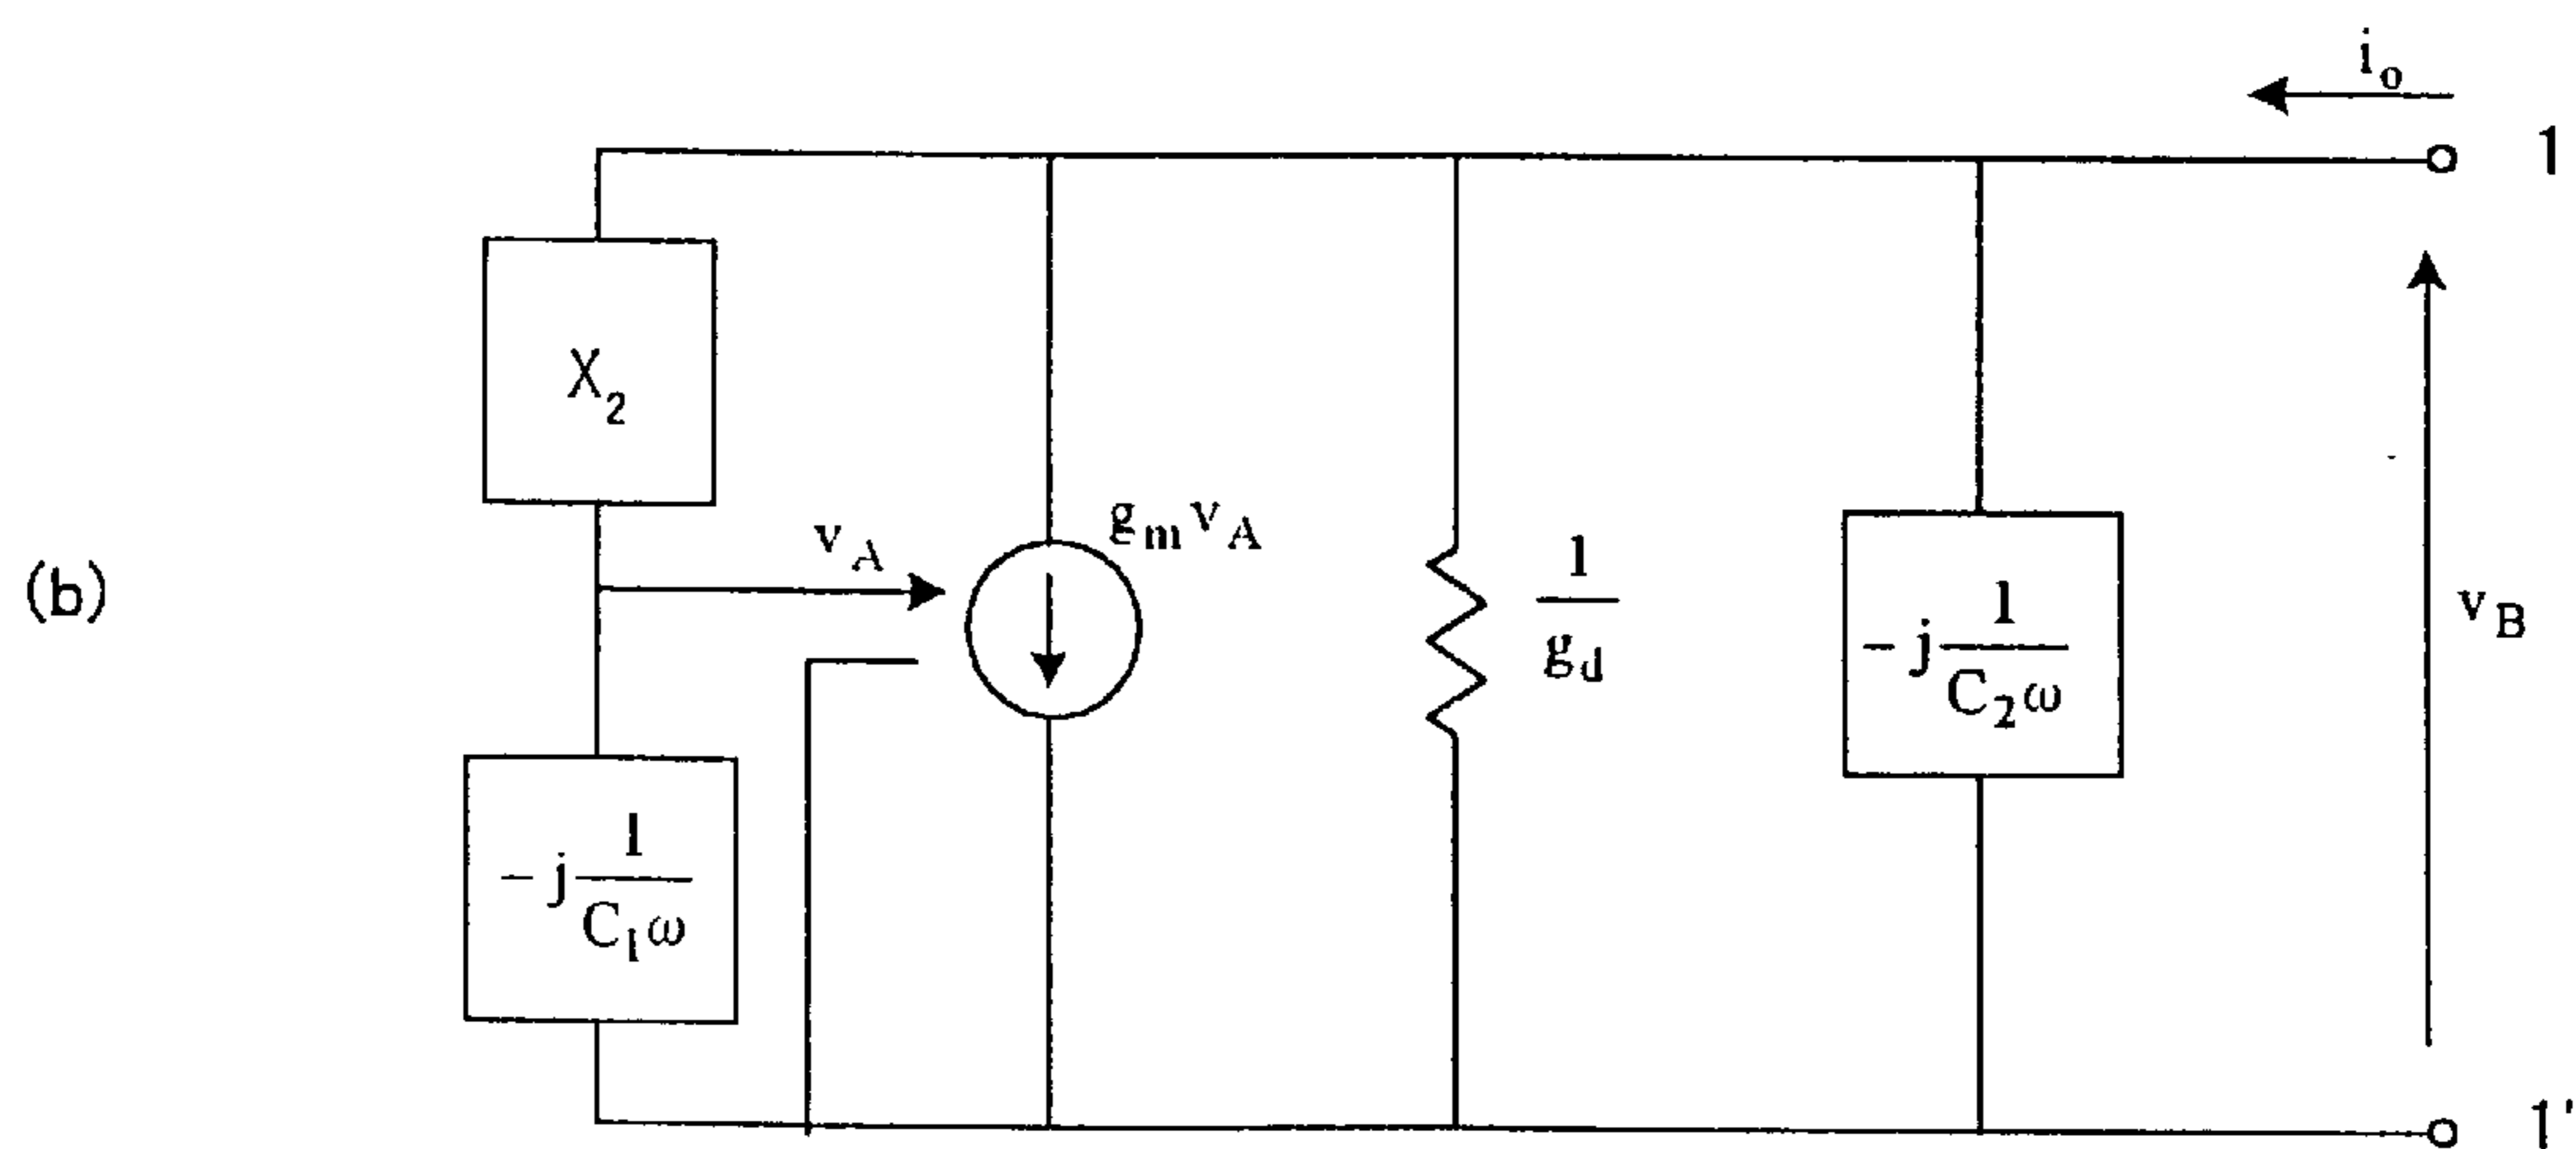 i_o
1
X_2
g_m v_A
v_A
1/g_d
-j 1/C_2ω
v_B
(b)
-j 1/C_1ω
1'